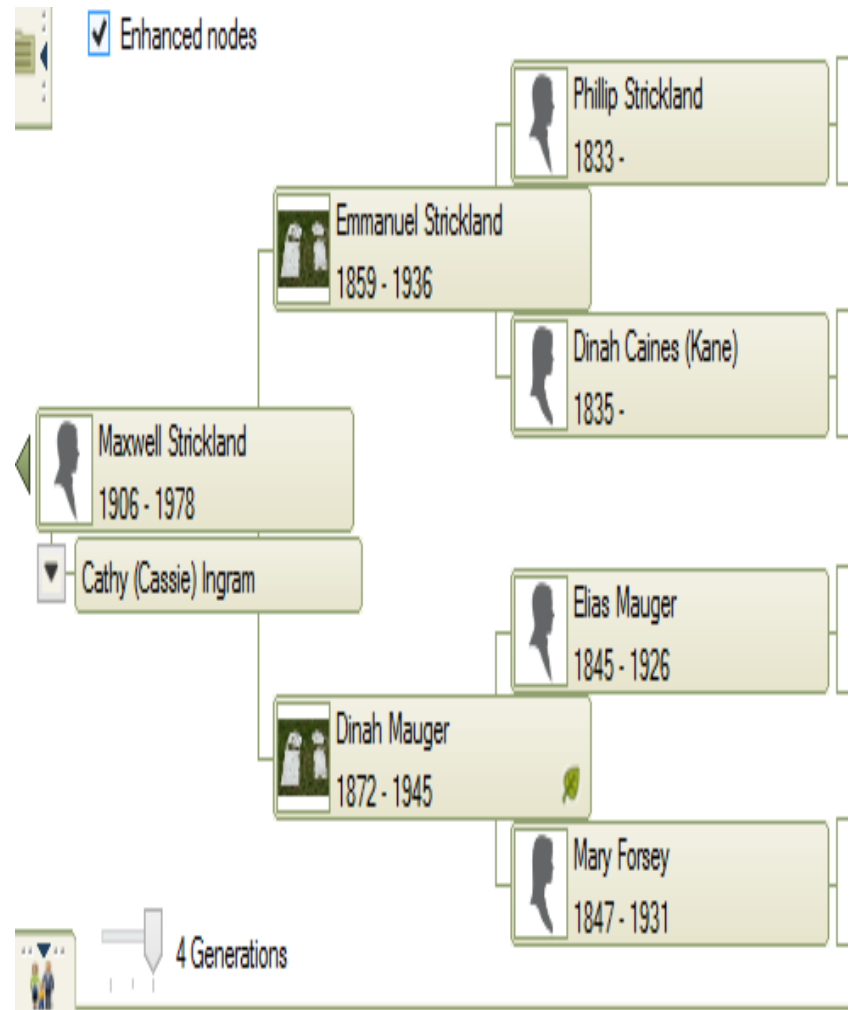 Enhanced nodes
Phillip Strickland
1833 -
Emmanuel Strickland
1859 - 1936
Dinah Caines (Kane)
1835 -
Maxwell Strickland
1906 - 1978
Cathy (Cassie) Ingram
Elias Mauger
1845 - 1926
Dinah Mauger
1872 - 1945
Mary Forsey
1847 - 1931
4 Generations